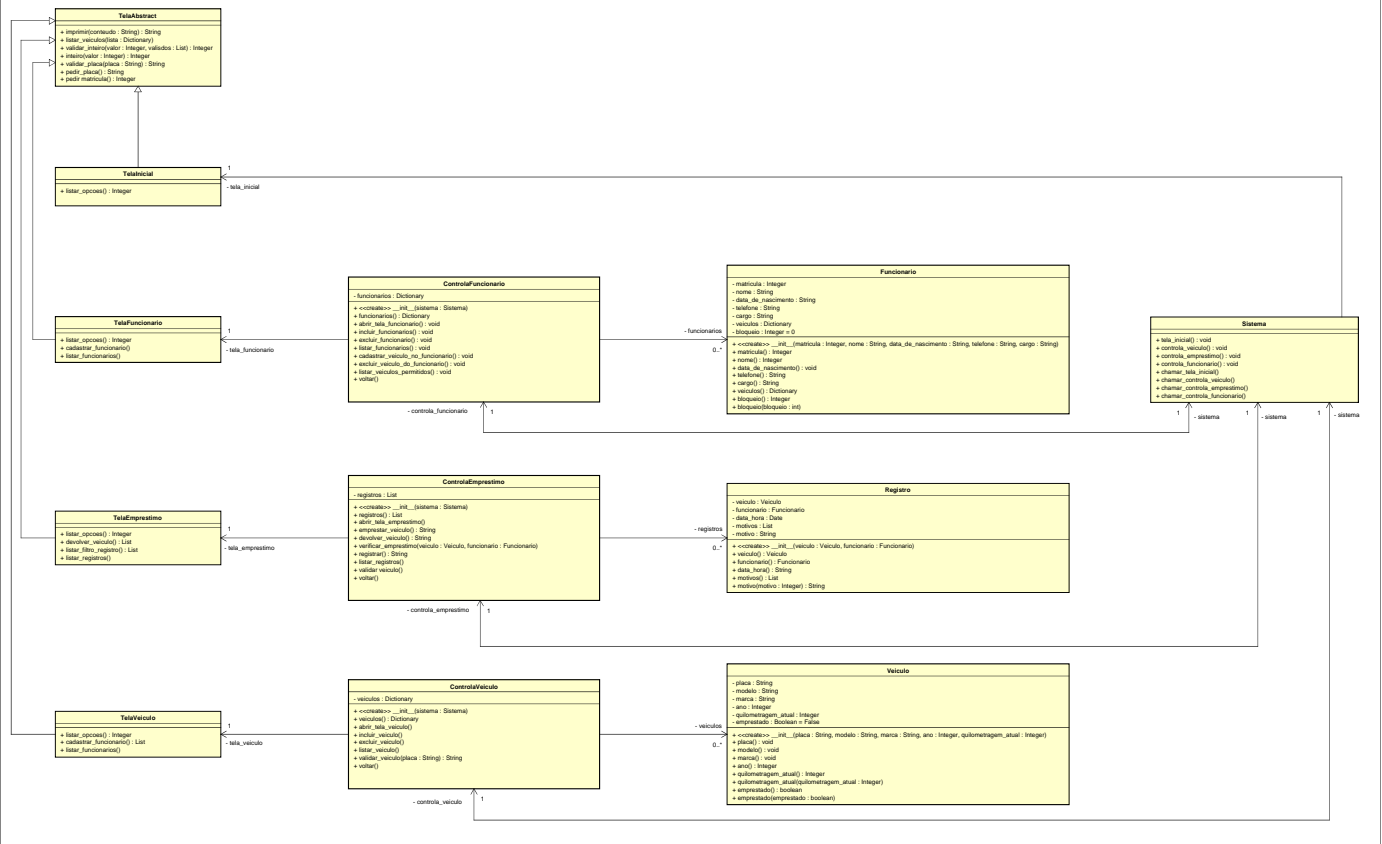 TelaAbstract
+ imprimir(conteudo : String) : String
+ listar_veiculos(lista : Dictionary)
+ validar_inteiro(valor : Integer, valisdos : List) : Integer
+ inteiro(valor : Integer) : Integer
+ validar_placa(placa : String) : String
+ pedir_placa() : String
+ pedir matricula() : Integer
TelaInicial
+ listar_opcoes() : Integer
1
- tela_inicial
TelaFuncionario
+ listar_opcoes() : Integer
+ cadastrar_funcionario()
+ listar_funcionarios()
1
- tela_funcionario
ControlaFuncionario
- funcionarios : Dictionary
+ <<create>> __init__(sistema : Sistema)
+ funcionarios() : Dictionary
+ abrir_tela_funcionario() : void
+ incluir_funcionarios() : void
+ excluir_funcionario() : void
+ listar_funcionarios() : void
+ cadastrar_veiculo_no_funcionario() : void
+ excluir_veiculo_do_funcionario() : void
+ listar_veiculos_permitidos() : void
+ voltar()
- controla_funcionario
1
- funcionarios
0..*
Funcionario
- matricula : Integer
- nome : String
- data_de_nascimento : String
- telefone : String
- cargo : String
- veiculos : Dictionary
- bloqueio : Integer = 0
+ <<create>> __init__(matricula : Integer, nome : String, data_de_nascimento : String, telefone : String, cargo : String)
+ matricula() : Integer
+ nome() : Integer
+ data_de_nascimento() : void
+ telefone() : String
+ cargo() : String
+ veiculos() : Dictionary
+ bloqueio() : Integer
+ bloqueio(bloqueio : int)
Sistema
+ tela_inicial() : void
+ controla_veiculo() : void
+ controla_emprestimo() : void
+ controla_funcionario() : void
+ chamar_tela_inicial()
+ chamar_controla_veiculo()
+ chamar_controla_emprestimo()
+ chamar_controla_funcionario()
1
- sistema
1
- sistema
1
- sistema
TelaEmprestimo
+ listar_opcoes() : Integer
+ devolver_veiculo() : List
+ listar_filtro_registro() : List
+ listar_registros()
1
- tela_emprestimo
ControlaEmprestimo
- registros : List
+ <<create>> __init__(sistema : Sistema)
+ registros() : List
+ abrir_tela_emprestimo()
+ emprestar_veiculo() : String
+ devolver_veiculo() : String
+ verificar_emprestimo(veiculo : Veiculo, funcionario : Funcionario)
+ registrar() : String
+ listar_registros()
+ validar veiculo()
+ voltar()
- controla_emprestimo
1
- registros
0..*
Registro
- veiculo : Veiculo
- funcionario : Funcionario
- data_hora : Date
- motivos : List
- motivo : String
+ <<create>> __init__(veiculo : Veiculo, funcionario : Funcionario)
+ veiculo() : Veiculo
+ funcionario() : Funcionario
+ data_hora() : String
+ motivos() : List
+ motivo(motivo : Integer) : String
TelaVeiculo
+ listar_opcoes() : Integer
+ cadastrar_funcionario() : List
+ listar_funcionarios()
1
- tela_veiculo
ControlaVeiculo
- veiculos : Dictionary
+ <<create>> __init__(sistema : Sistema)
+ veiculos() : Dictionary
+ abrir_tela_veiculo()
+ incluir_veiculo()
+ excluir_veiculo()
+ listar_veiculo()
+ validar_veiculo(placa : String) : String
+ voltar()
- controla_veiculo
1
- veiculos
0..*
Veiculo
- placa : String
- modelo : String
- marca : String
- ano : Integer
- quilometragem_atual : Integer
- emprestado : Boolean = False
+ <<create>> __init__(placa : String, modelo : String, marca : String, ano : Integer, quilometragem_atual : Integer)
+ placa() : void
+ modelo() : void
+ marca() : void
+ ano() : Integer
+ quilometragem_atual() : Integer
+ quilometragem_atual(quilometragem_atual : Integer)
+ emprestado() : boolean
+ emprestado(emprestado : boolean)